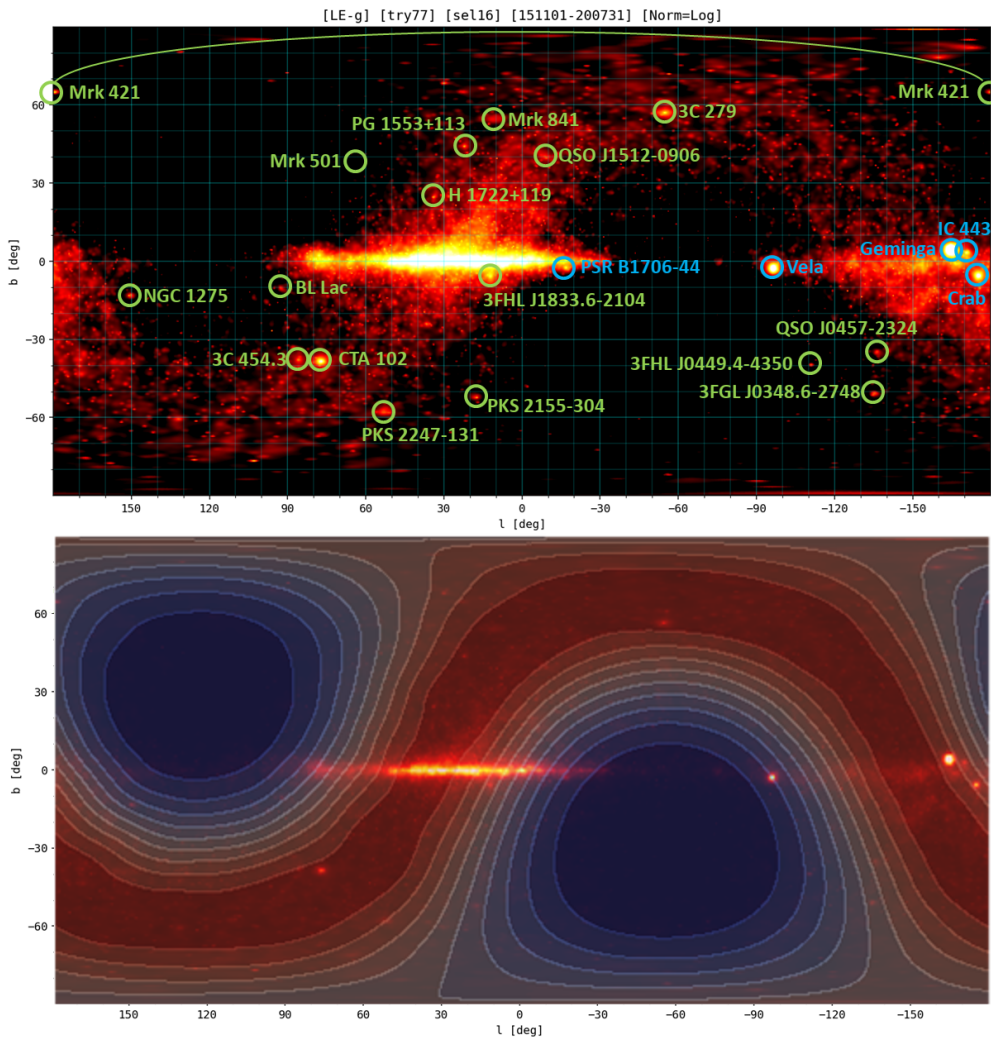 [LE-g] [try77] [sel16] [151101-200731] [Norm=Log]
Mrk 421
Mrk 421
3C 279
PG 1553+113
Mrk 841
Mrk 501
QSO J1512-0906
H 1722+119
IC 443
Geminga
PSR B1706-44
Vela
Crab
NGC 1275
BL Lac
3FHL J1833.6-2104
QSO J0457-2324
3C 454.3
CTA 102
3FHL J0449.4-4350
3FGL J0348.6-2748
PKS 2155-304
PKS 2247-131
60
30
0
−30
−60
b [deg]
150 120 90 60 30 0 −30 −60 −90 −120 −150
l [deg]
60
30
0
−30
−60
b [deg]
150 120 90 60 30 0 −30 −60 −90 −120 −150
l [deg]